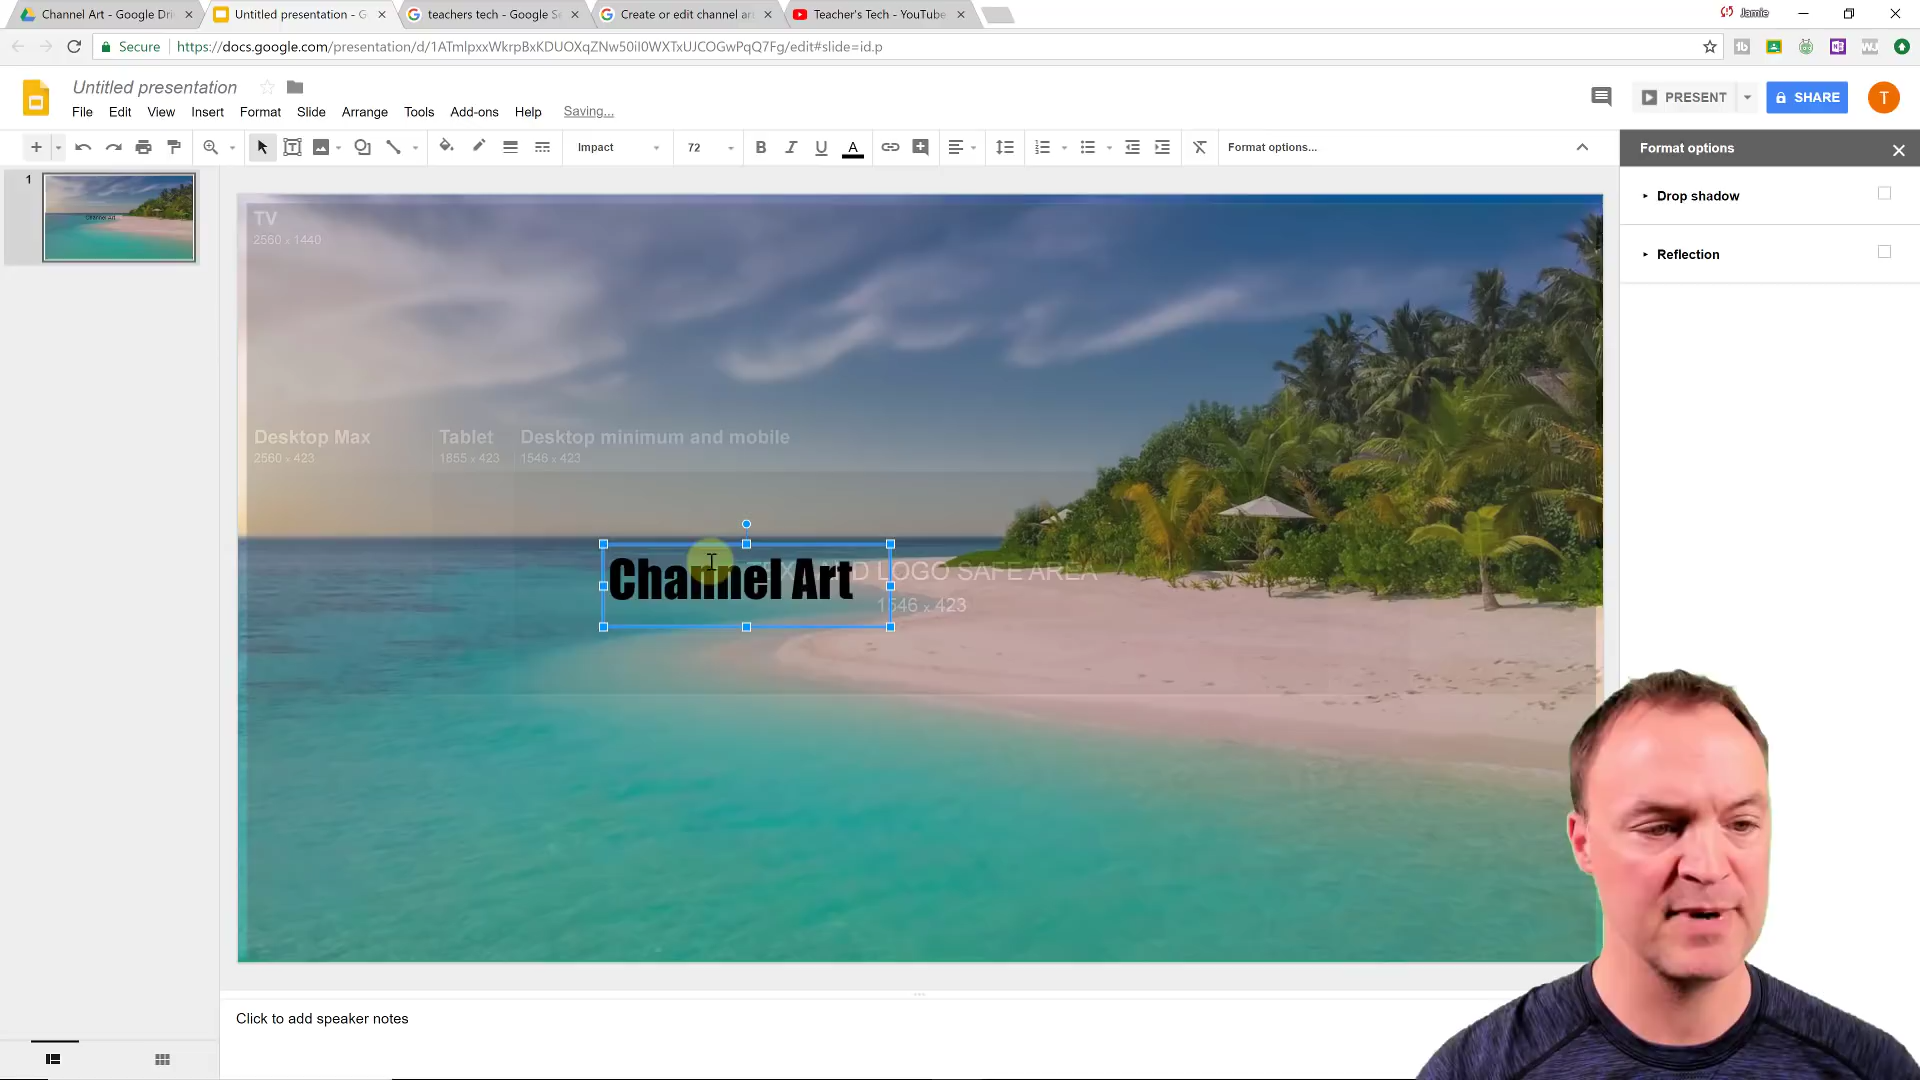 Channel Art - Google Dri
Untitled presentation - G
teachers tech - Google Se
Create or edit channel ar
Teacher's Tech - YouTube
Jamie
Secure
https://docs.google.com/presentation/d/1ATmlpxxWkrpBxKDUOXqZNw50iI0WXTxUJCOGwPqQ7Fg/edit#slide=id.p
Untitled presentation
File Edit View Insert Format Slide Arrange Tools Add-ons Help Saving...
PRESENT
SHARE
T
Impact
72
B I U A
Format options...
Format options
1
Drop shadow
Reflection
TV
2560 x 1440
Desktop Max
2560 x 423
Tablet
1855 x 423
Desktop minimum and mobile
1546 x 423
Channel Art
LOGO SAFE AREA
1546 x 423
Click to add speaker notes